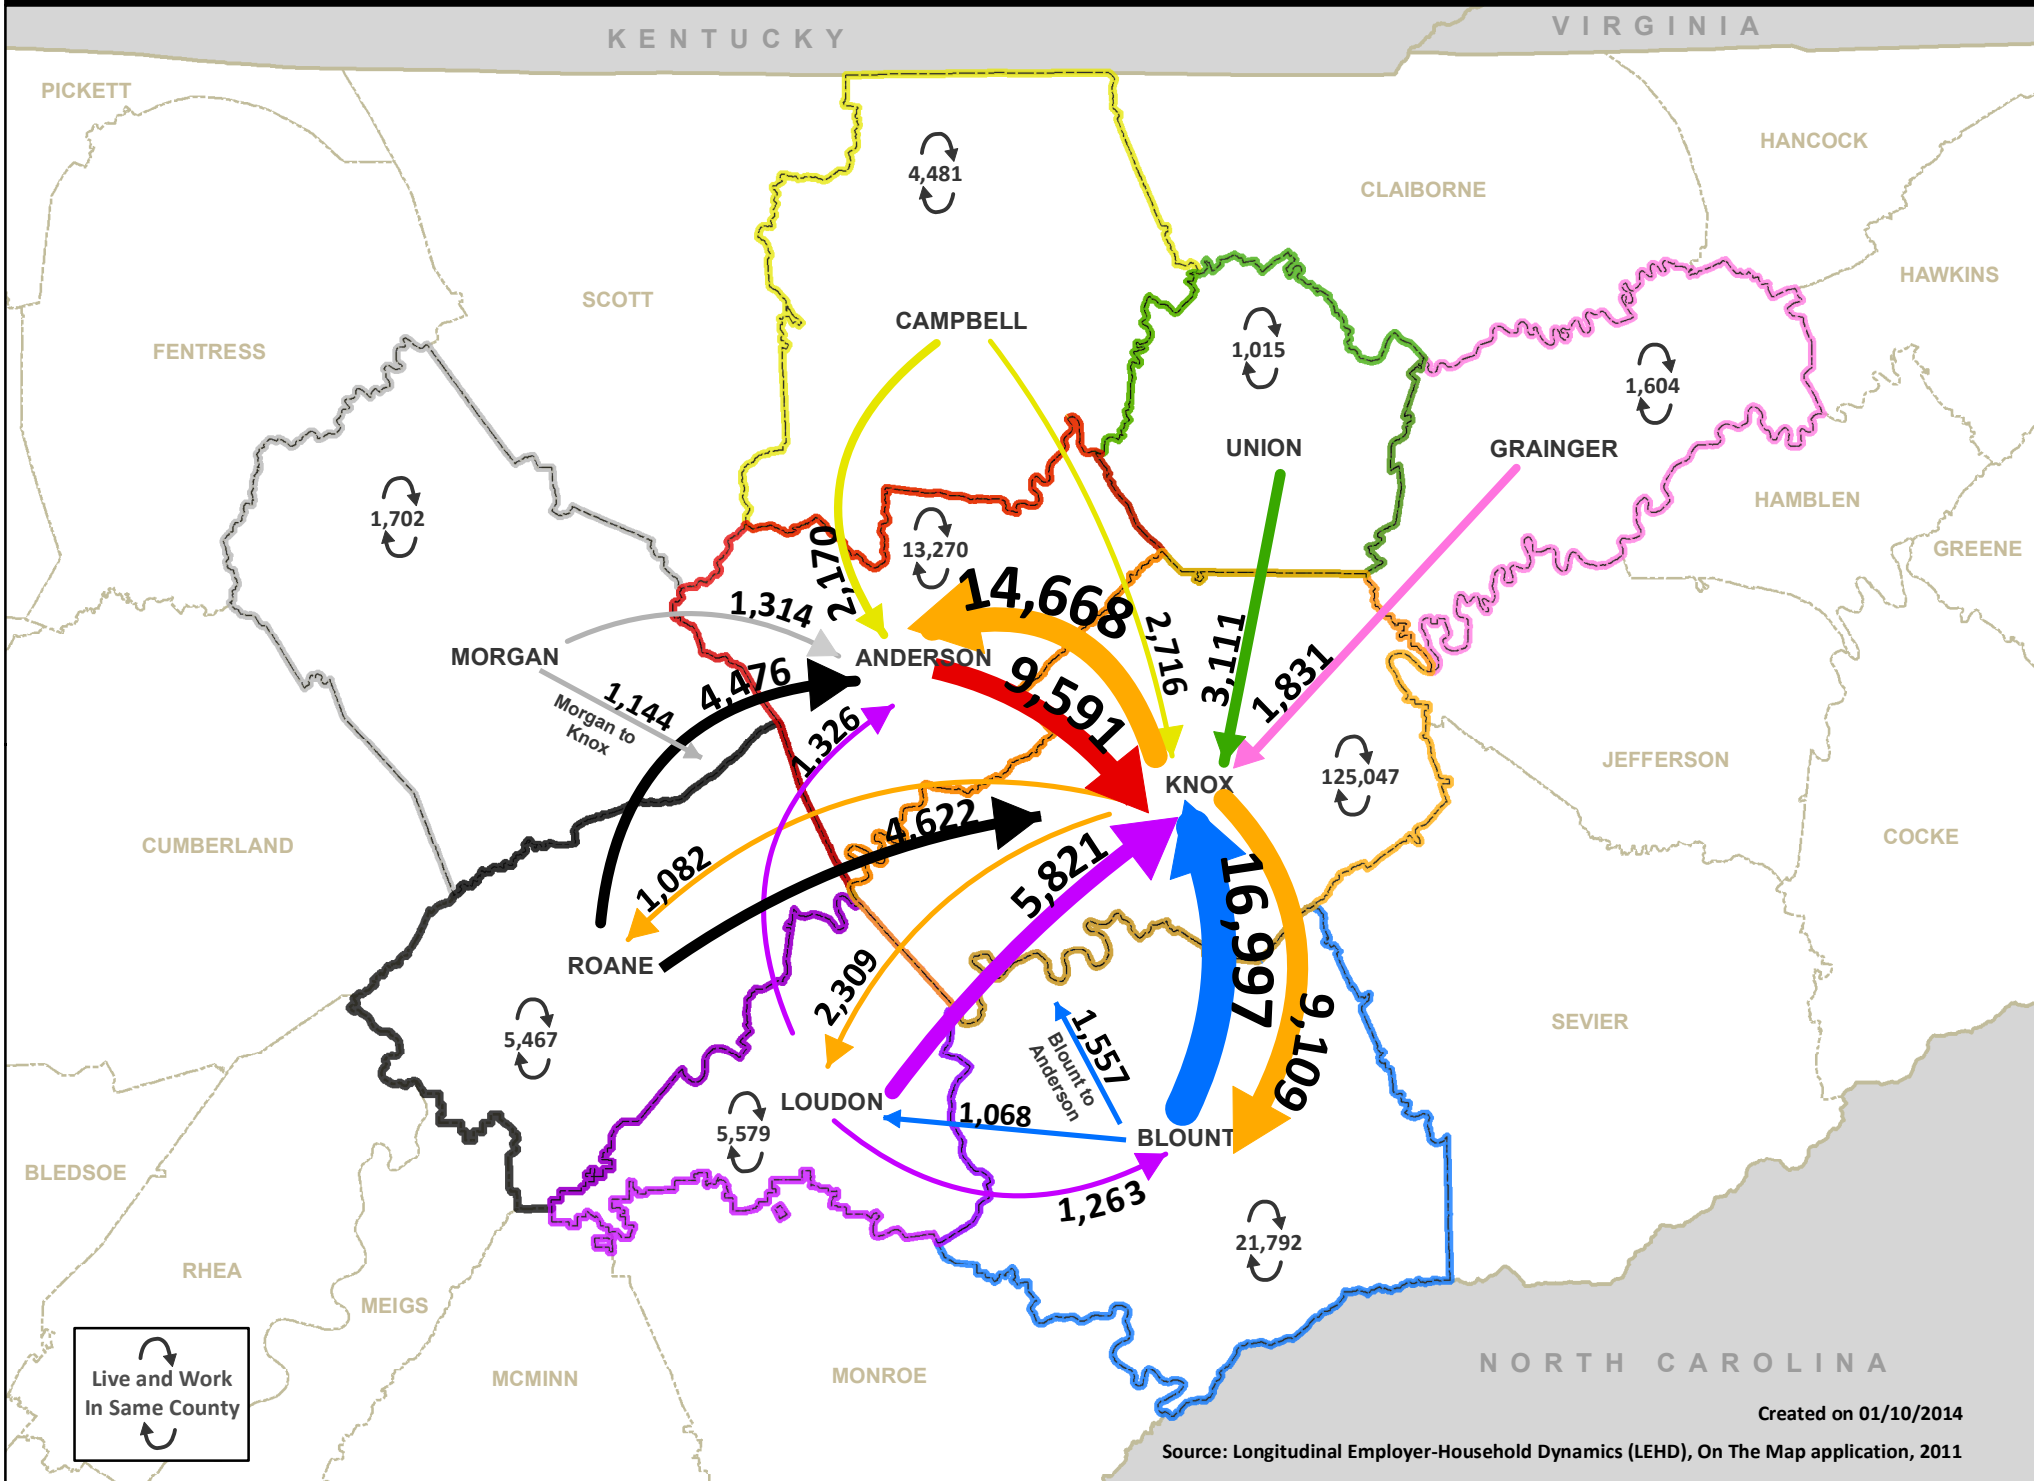 KENTUCKY
VIRGINIA
PICKETT
HANCOCK
4,481
CLAIBORNE
HAWKINS
SCOTT
CAMPBELL
FENTRESS
1,015
1,604
UNION
GRAINGER
HAMBLEN
1,702
13,270
GREENE
2,170
14,668
1,314
2,716
3,111
1,831
MORGAN
ANDERSON
4,476
9,591
1,144
Morgan to
Knox
1,326
JEFFERSON
KNOX
125,047
4,622
CUMBERLAND
COCKE
1,082
5,821
16,997
ROANE
2,309
9,109
SEVIER
5,467
1,557
Blount to
Anderson
LOUDON
1,068
5,579
BLOUNT
BLEDSOE
1,263
21,792
RHEA
MEIGS
Live and Work
In Same County
MCMINN
MONROE
NORTH CAROLINA
Created on 01/10/2014
Source: Longitudinal Employer-Household Dynamics (LEHD), On The Map application, 2011